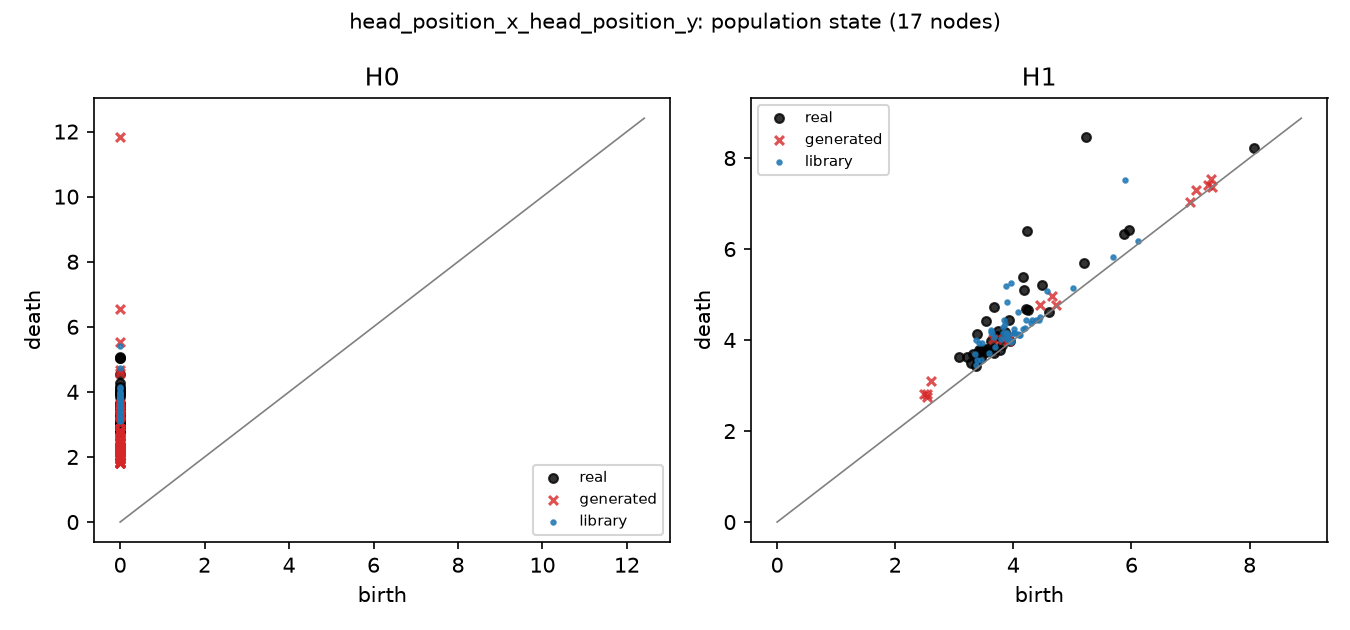 head_position_x_head_position_y: population state (17 nodes)
H0
death
12
10
8
6
4
2
0
real
generated
library
0 2 4 6 8 10 12
birth
H1
death
8
6
4
2
0
real
generated
library
0 2 4 6 8
birth